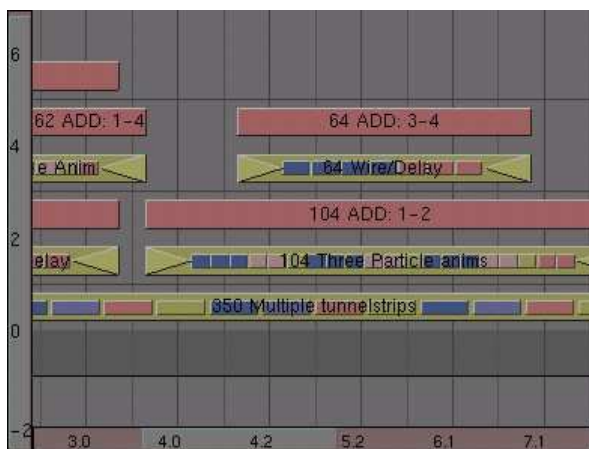 6
62 ADD: 1-4
64 ADD: 3-4
4
le Anim
64 Wire/Delay
104 ADD: 1-2
2
elay
104 Three Particle anims
350 Multiple tunnelstrips
0
-2
3.0 4.0 4.2 5.2 6.1 7.1